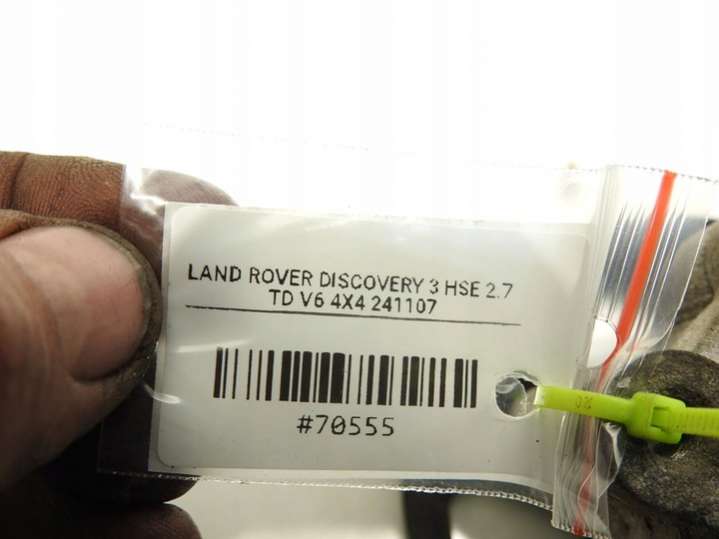 LAND ROVER DISCOVERY 3 HSE 2.7
TD V6 4X4 241107
#70555